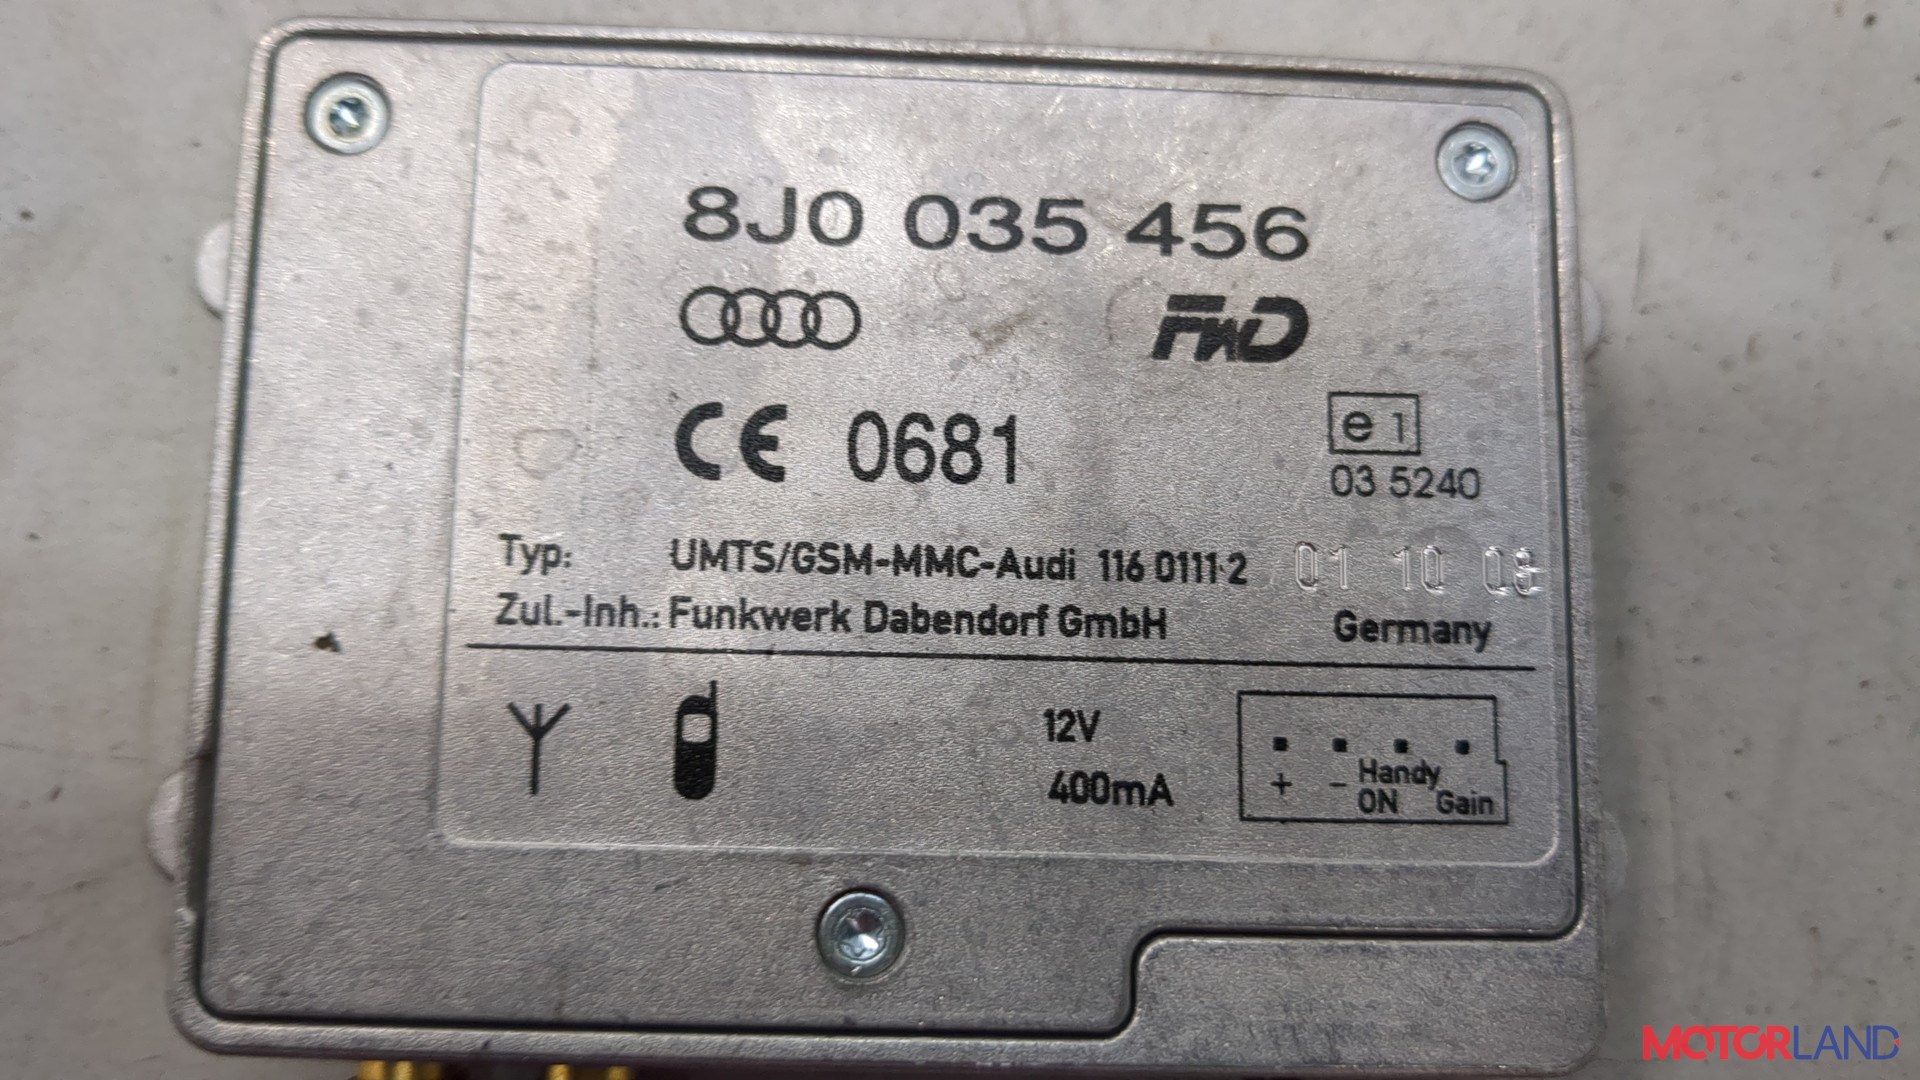 8J0 035 456
FWD
CE 0681
e 1
03 5240
Typ: UMTS/GSM-MMC-Audi 116 0111-2 01 10 08
Zul.-Inh.: Funkwerk Dabendorf GmbH Germany
12V
400mA
+ - Handy ON Gain
MOTORLAND